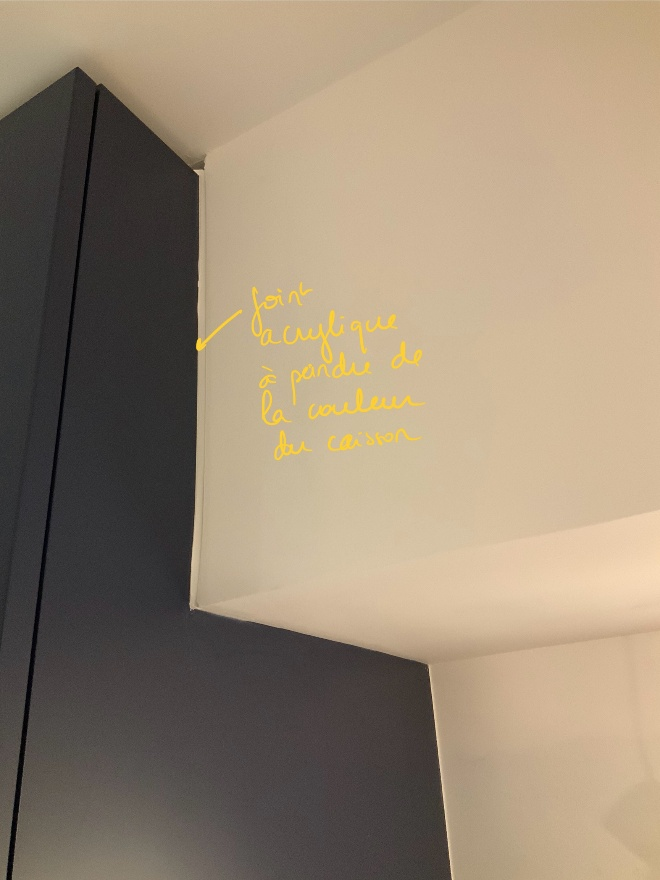 joint
acrylique
à peindre de
la couleur
du caisson